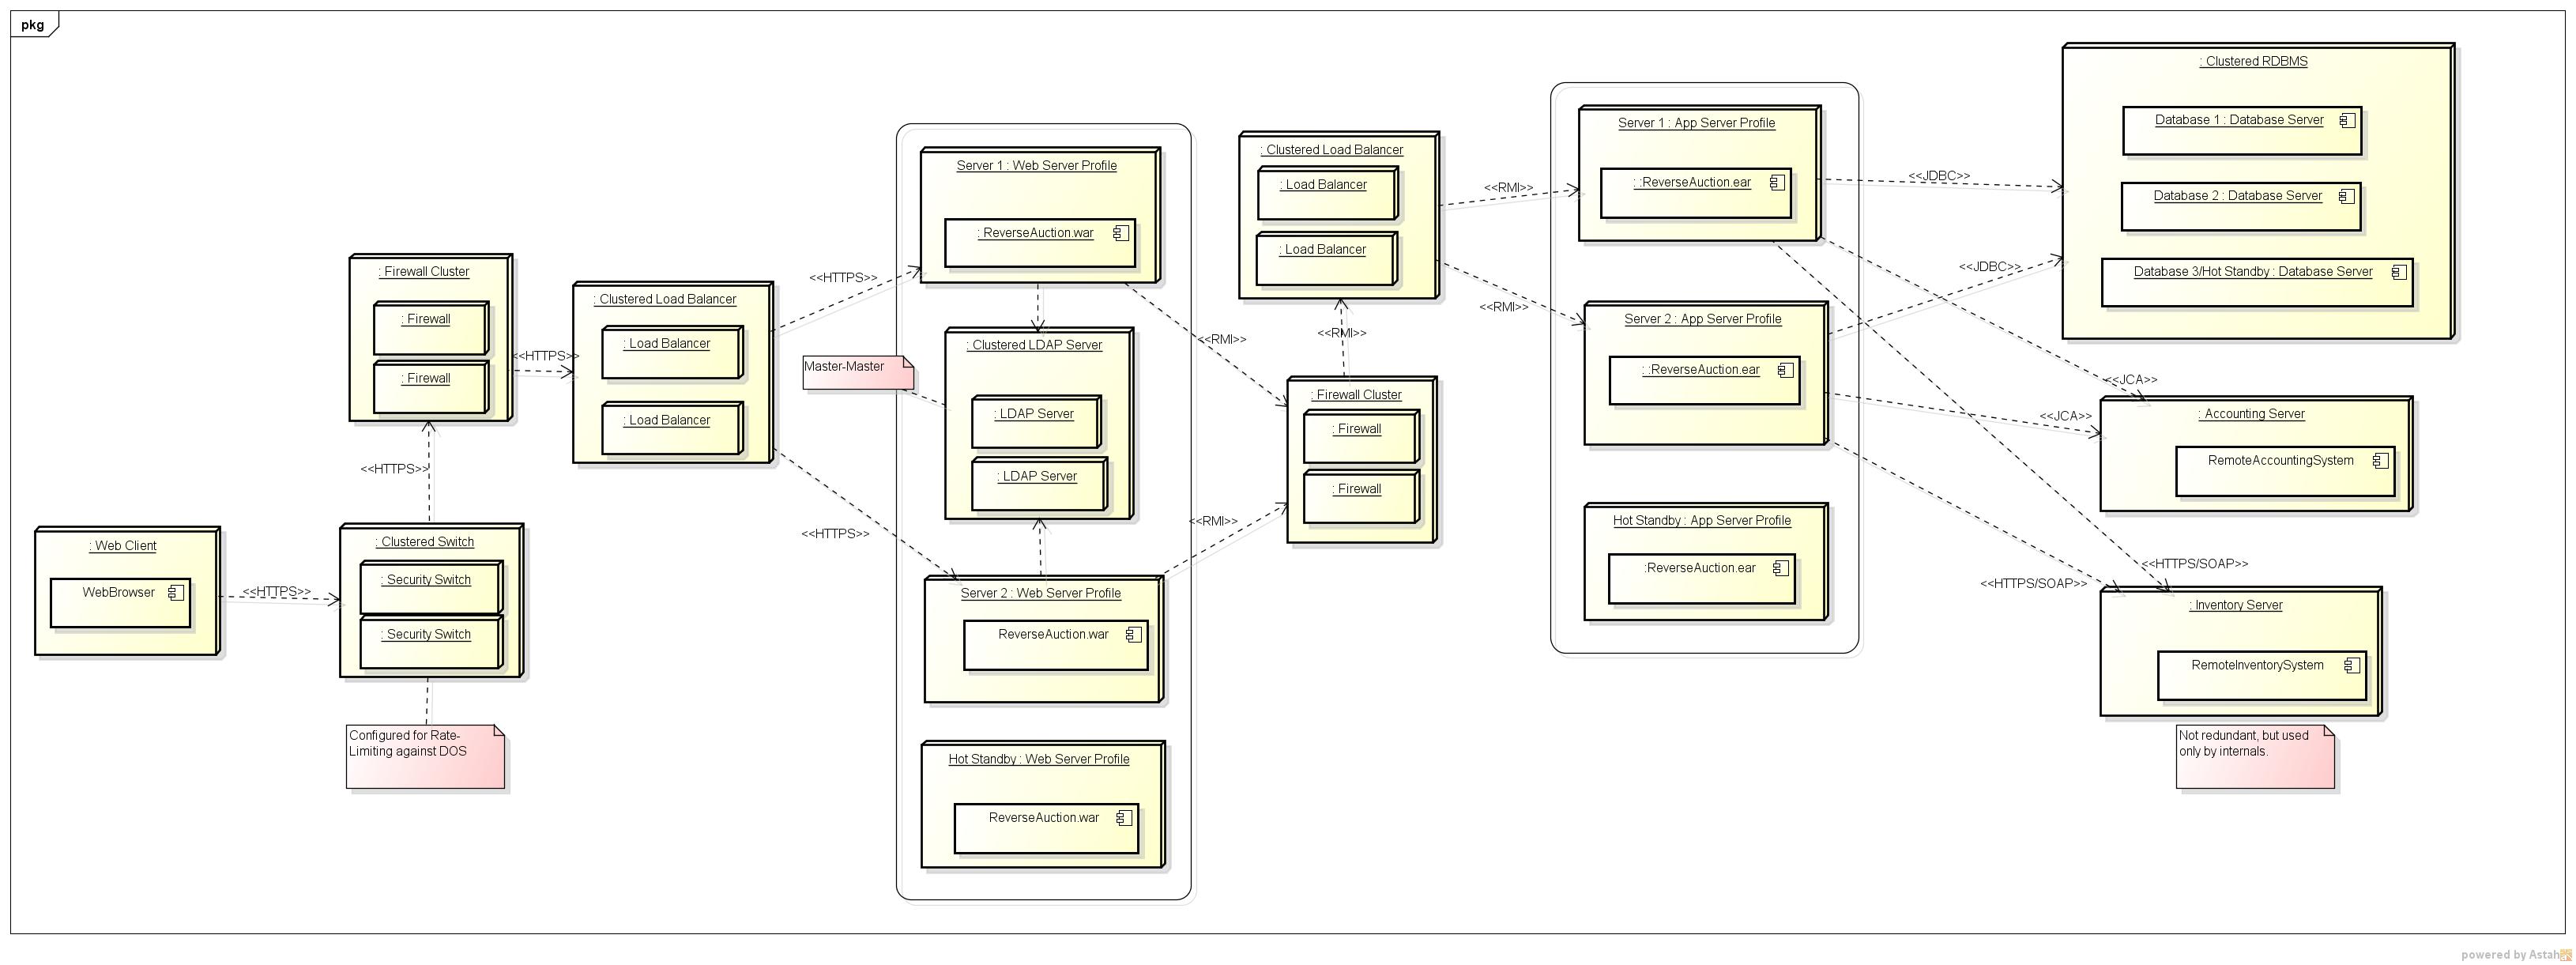 pkg
: Web Client
WebBrowser
<<HTTPS>>
: Clustered Switch
: Security Switch
: Security Switch
Configured for Rate-
Limiting against DOS
<<HTTPS>>
: Firewall Cluster
: Firewall
: Firewall
<<HTTPS>>
: Clustered Load Balancer
: Load Balancer
: Load Balancer
<<HTTPS>>
<<HTTPS>>
Server 1 : Web Server Profile
: ReverseAuction.war
Master-Master
: Clustered LDAP Server
: LDAP Server
: LDAP Server
Server 2 : Web Server Profile
ReverseAuction.war
Hot Standby : Web Server Profile
ReverseAuction.war
<<RMI>>
<<RMI>>
: Firewall Cluster
: Firewall
: Firewall
<<RMI>>
: Clustered Load Balancer
: Load Balancer
: Load Balancer
<<RMI>>
<<RMI>>
Server 1 : App Server Profile
: :ReverseAuction.ear
Server 2 : App Server Profile
: :ReverseAuction.ear
Hot Standby : App Server Profile
:ReverseAuction.ear
<<JDBC>>
<<JDBC>>
<<JCA>>
<<JCA>>
<<HTTPS/SOAP>>
<<HTTPS/SOAP>>
: Clustered RDBMS
Database 1 : Database Server
Database 2 : Database Server
Database 3/Hot Standby : Database Server
: Accounting Server
RemoteAccountingSystem
: Inventory Server
RemoteInventorySystem
Not redundant, but used
only by internals.
powered by Astah